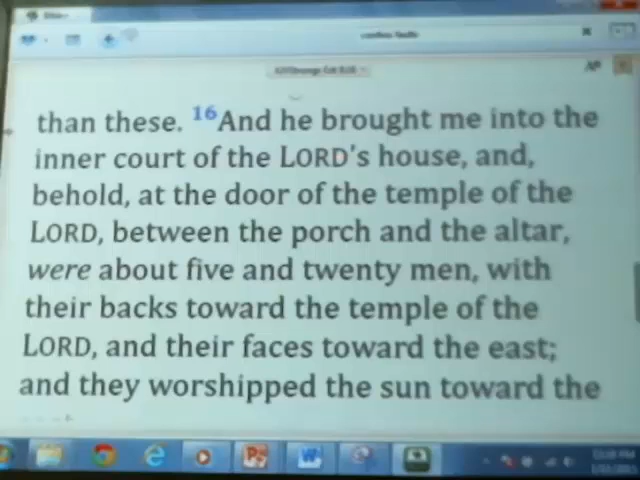 than these. 16And he brought me into the
inner court of the LORD's house, and,
behold, at the door of the temple of the
LORD, between the porch and the altar,
were about five and twenty men, with
their backs toward the temple of the
LORD, and their faces toward the east;
and they worshipped the sun toward the